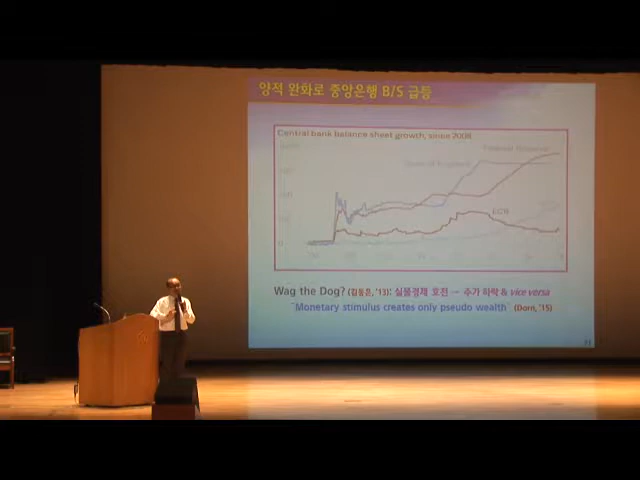 양적 완화로 중앙은행 B/S 급등
Central bank balance sheet growth, since 2008
Federal Reserve
Bank of England
ECB
Wag the Dog? (김동은, '13): 실물경제 호전 → 주가 하락 & vice versa
"Monetary stimulus creates only pseudo wealth" (Dorn, '15)